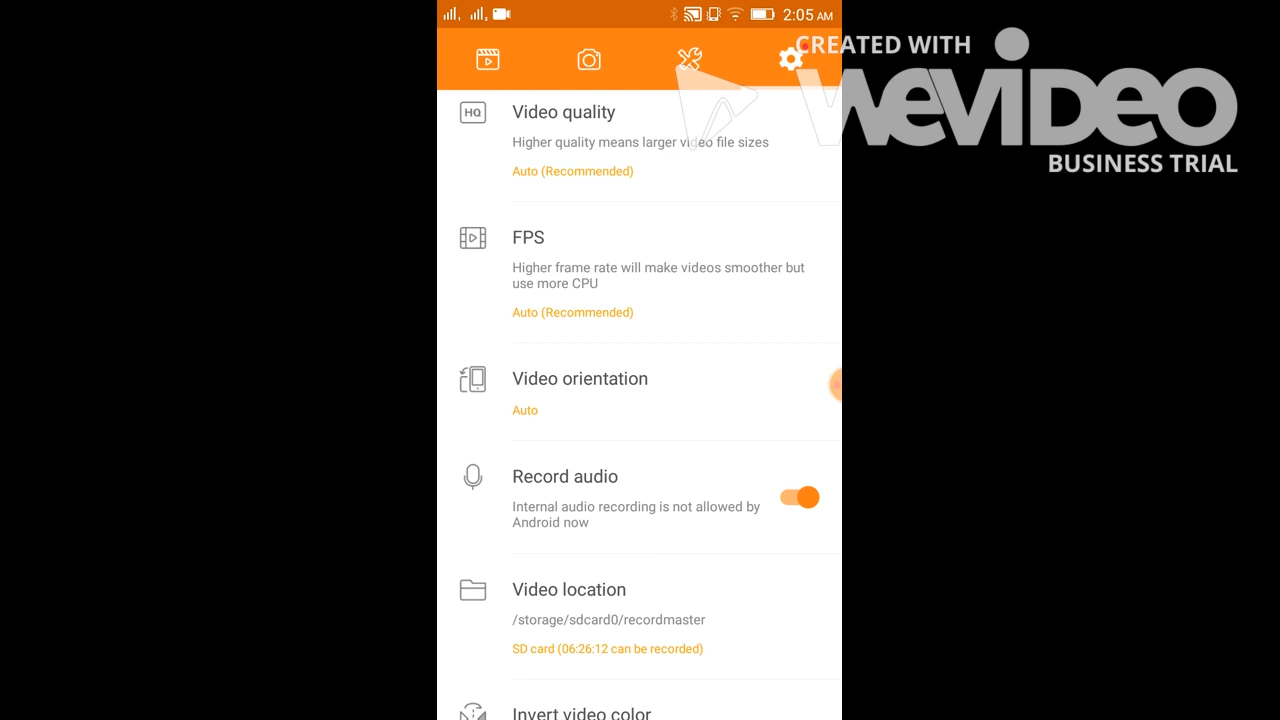 2:05 AM
CREATED WITH
WeVideo
BUSINESS TRIAL
HQ
Video quality
Higher quality means larger video file sizes
Auto (Recommended)
FPS
Higher frame rate will make videos smoother but
use more CPU
Auto (Recommended)
Video orientation
Auto
Record audio
Internal audio recording is not allowed by
Android now
Video location
/storage/sdcard0/recordmaster
SD card (06:26:12 can be recorded)
Invert video color